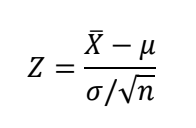 Z = (X̄ − μ) / (σ/√n)